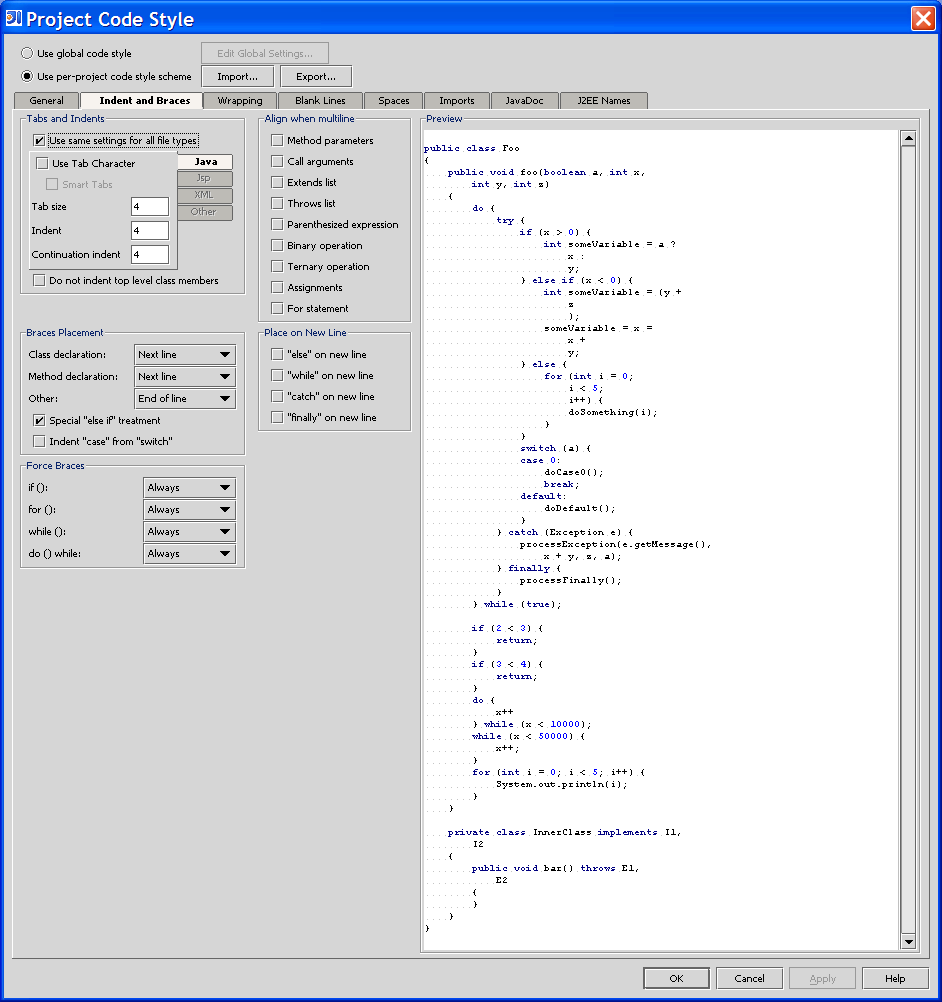 Project Code Style
Use global code style
Edit Global Settings...
Use per-project code style scheme
Import...
Export...
General
Indent and Braces
Wrapping
Blank Lines
Spaces
Imports
JavaDoc
J2EE Names
Tabs and Indents
Use same settings for all file types
Use Tab Character
Smart Tabs
Tab size
4
Indent
4
Continuation indent
4
Java
Jsp
XML
Other
Do not indent top level class members
Braces Placement
Class declaration:
Next line
Method declaration:
Next line
Other:
End of line
Special "else if" treatment
Indent "case" from "switch"
Force Braces
if ():
Always
for ():
Always
while ():
Always
do () while:
Always
Align when multiline
Method parameters
Call arguments
Extends list
Throws list
Parenthesized expression
Binary operation
Ternary operation
Assignments
For statement
Place on New Line
"else" on new line
"while" on new line
"catch" on new line
"finally" on new line
Preview
public class Foo
{
    public void foo(boolean a, int x,
        int y, int z)
    {
        do {
            try {
                if (x > 0) {
                    int someVariable = a ?
                        x :
                        y;
                } else if (x < 0) {
                    int someVariable = (y +
                        z
                        );
                    someVariable = x =
                        x +
                        y;
                } else {
                    for (int i = 0;
                        i < 5;
                        i++) {
                        doSomething(i);
                    }
                }
                switch (a) {
                case 0:
                    doCase0();
                    break;
                default:
                    doDefault();
                }
            } catch (Exception e) {
                processException(e.getMessage(),
                    x + y, z, a);
            } finally {
                processFinally();
            }
        } while (true);
        if (2 < 3) {
            return;
        }
        if (3 < 4) {
            return;
        }
        do {
            x++
        } while (x < 10000);
        while (x < 50000) {
            x++;
        }
        for (int i = 0; i < 5; i++) {
            System.out.println(i);
        }
    }
    private class InnerClass implements I1,
        I2
    {
        public void bar() throws E1,
            E2
        {
        }
    }
}
OK
Cancel
Apply
Help